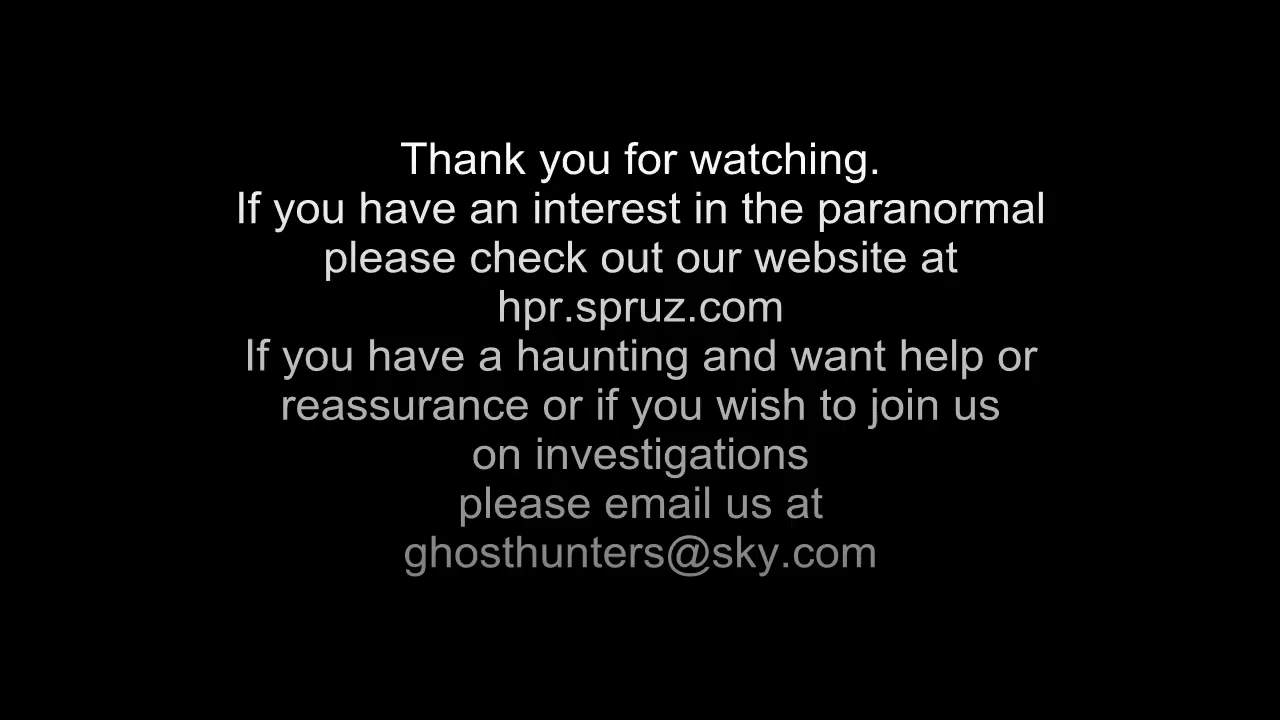 Thank you for watching.
If you have an interest in the paranormal
please check out our website at
hpr.spruz.com
If you have a haunting and want help or
reassurance or if you wish to join us
on investigations
please email us at
ghosthunters@sky.com